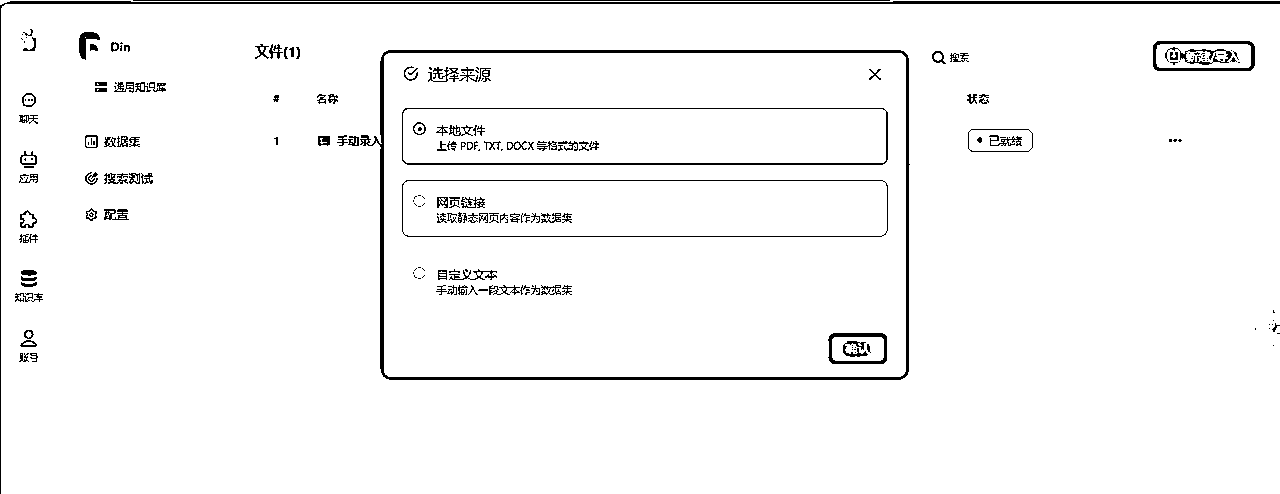 Din
通用知识库
数据集
搜索测试
配置
聊天
应用
插件
知识库
账号
文件(1)
搜索
新建/导入
# 名称 状态
1 手动录入 已就绪
选择来源
本地文件
上传 PDF, TXT, DOCX 等格式的文件
网页链接
读取静态网页内容作为数据集
自定义文本
手动输入一段文本作为数据集
确认